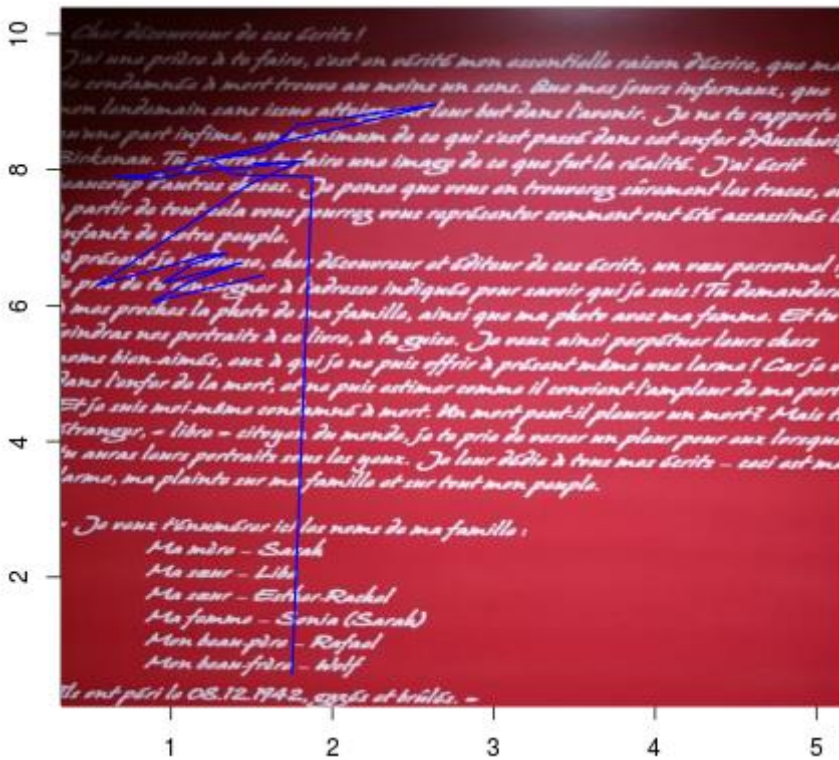 10
8
6
4
2
Cher découvreur de ces écrits !
J'ai une prière à te faire, c'est en vérité mon essentielle raison d'écrire, que ma
condamnée à mort trouve au moins un sens. Que mes jours infernaux, que
mon lendemain sans issue leur but dans l'avenir. Je ne te rapporte
qu'une part infime, un minimum de ce qui s'est passé dans cet enfer d'Auschwitz
Birkenau. Tu pourras faire une image de ce que fut la réalité. J'ai écrit
beaucoup d'autres choses. Je pense que vous en trouverez sûrement les traces,
partir de tout cela vous pourrez vous représenter comment ont été assassinés
enfants de notre peuple.
A présent je cher découvreur et éditeur de ces écrits, un vœu personnel
prie de à l'adresse indiquée pour savoir qui je suis ! Tu demanderas
à mes proches la photo de ma famille, ainsi que ma photo avec ma femme. Et tu
joindras nos portraits à ce livre, à ta guise. Je veux ainsi perpétuer leurs chers
noms bien-aimés, eux à qui je ne puis offrir à présent même une larme ! Car je
dans l'enfer de la mort, et ne puis estimer comme il convient l'ampleur de ma
Et je suis moi-même condamné à mort. Un mort peut-il pleurer un mort ? Mais
étranger, – libre – citoyen du monde, je te prie de verser un pleur pour eux lorsque
tu auras leurs portraits sous les yeux. Je leur dédie à tous mes écrits – ceci est ma
larme, ma plainte sur ma famille et sur tout mon peuple.
- Je veux t'énumérer ici les noms de ma famille :
Ma mère – Sarah
Ma sœur – Libe
Ma sœur – Esther-Rachel
Ma femme – Sonia (Sarah)
Mon beau-père – Rafael
Mon beau-frère – Wolf
Ils ont péri le 08.12.1942, gazés et brûlés. –
1 2 3 4 5